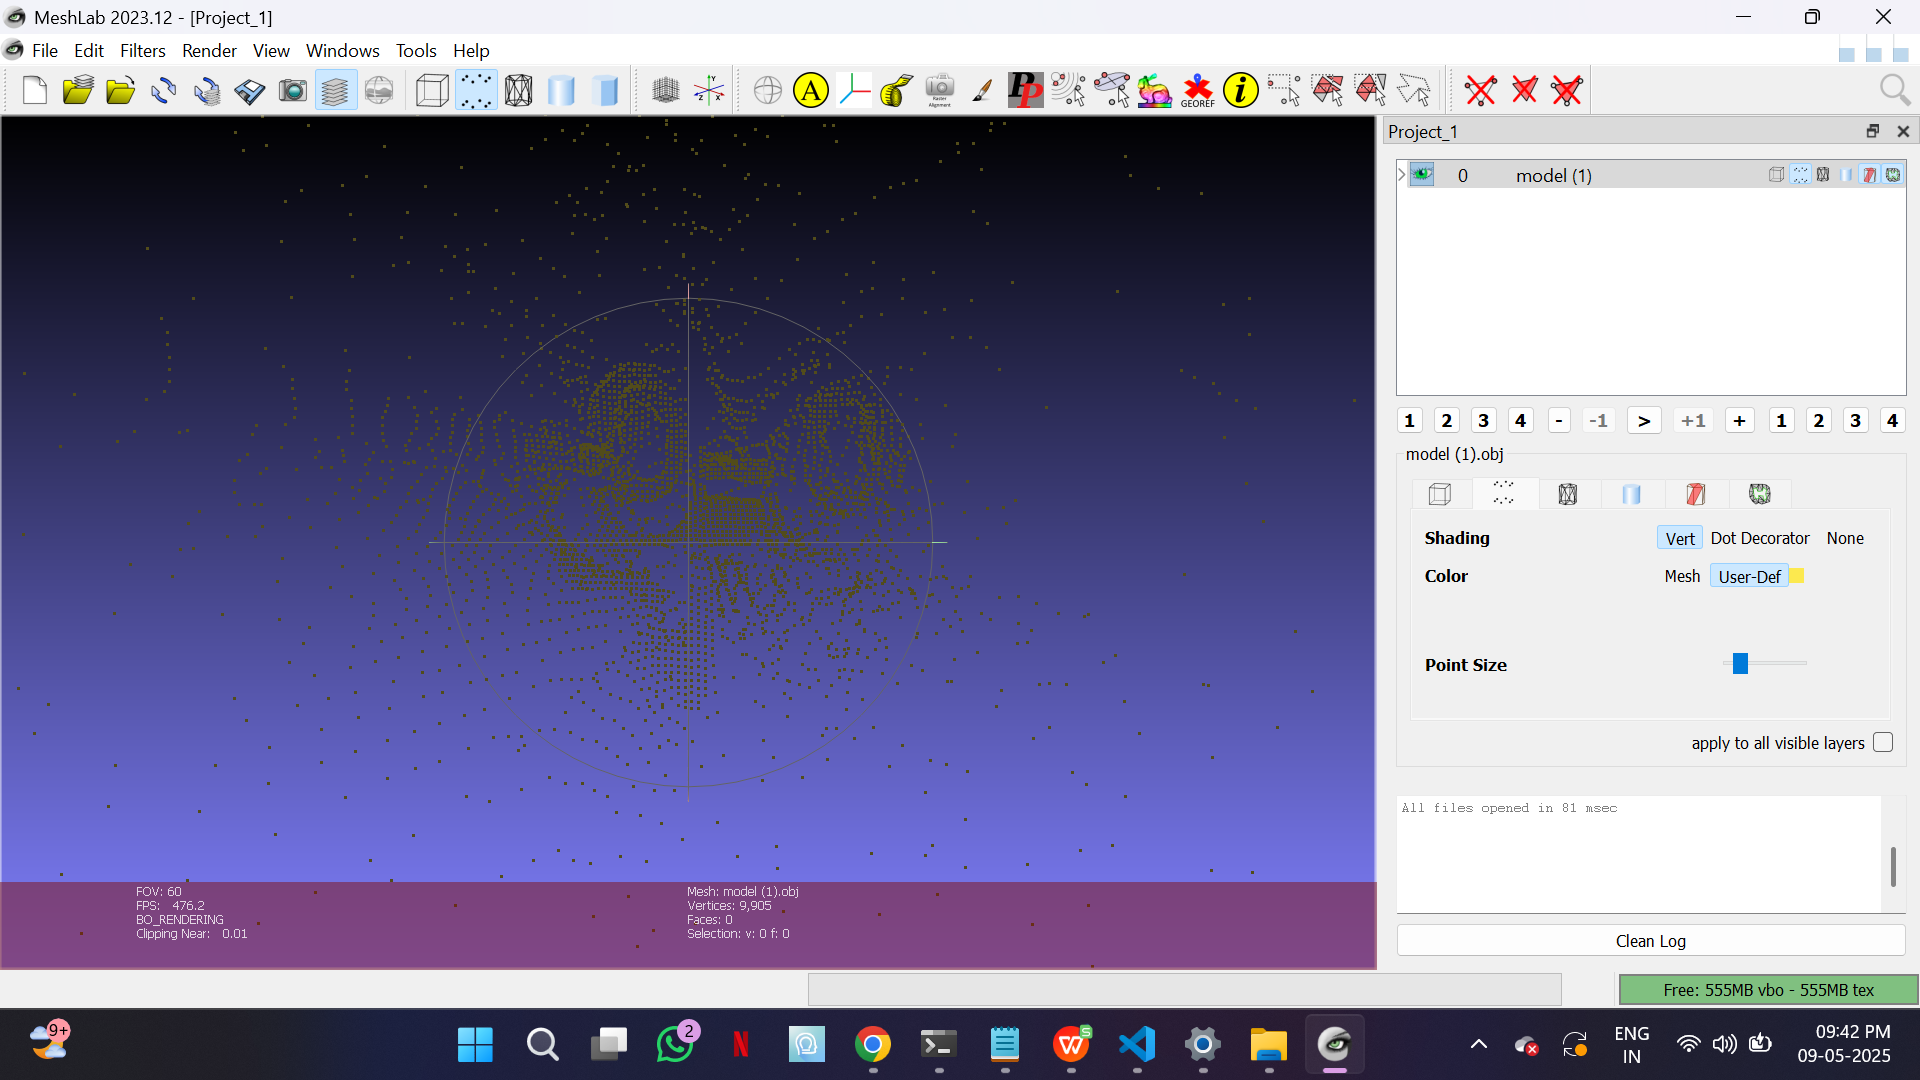 MeshLab 2023.12 - [Project_1]
File Edit Filters Render View Windows Tools Help
A
Raster Alignment
PP
GEOREF
i
Project_1
0 model (1)
1 2 3 4 - -1 > +1 + 1 2 3 4
model (1).obj
Shading Vert Dot Decorator None
Color Mesh User-Def
Point Size
apply to all visible layers
All files opened in 81 msec
Clean Log
FOV: 60
FPS: 476.2
BO_RENDERING
Clipping Near: 0.01
Mesh: model (1).obj
Vertices: 9,905
Faces: 0
Selection: v: 0 f: 0
Free: 555MB vbo - 555MB tex
9+
2
N
W
S
ENG
IN
09:42 PM
09-05-2025